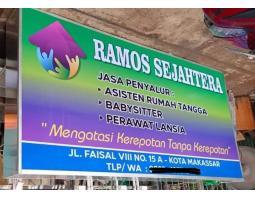 RAMOS SEJAHTERA
JASA PENYALUR :
• ASISTEN RUMAH TANGGA
• BABYSITTER
• PERAWAT LANSIA
"Mengatasi Kerepotan Tanpa Kerepotan"
JL. FAISAL VIII NO. 15 A - KOTA MAKASSAR
TLP/ WA :